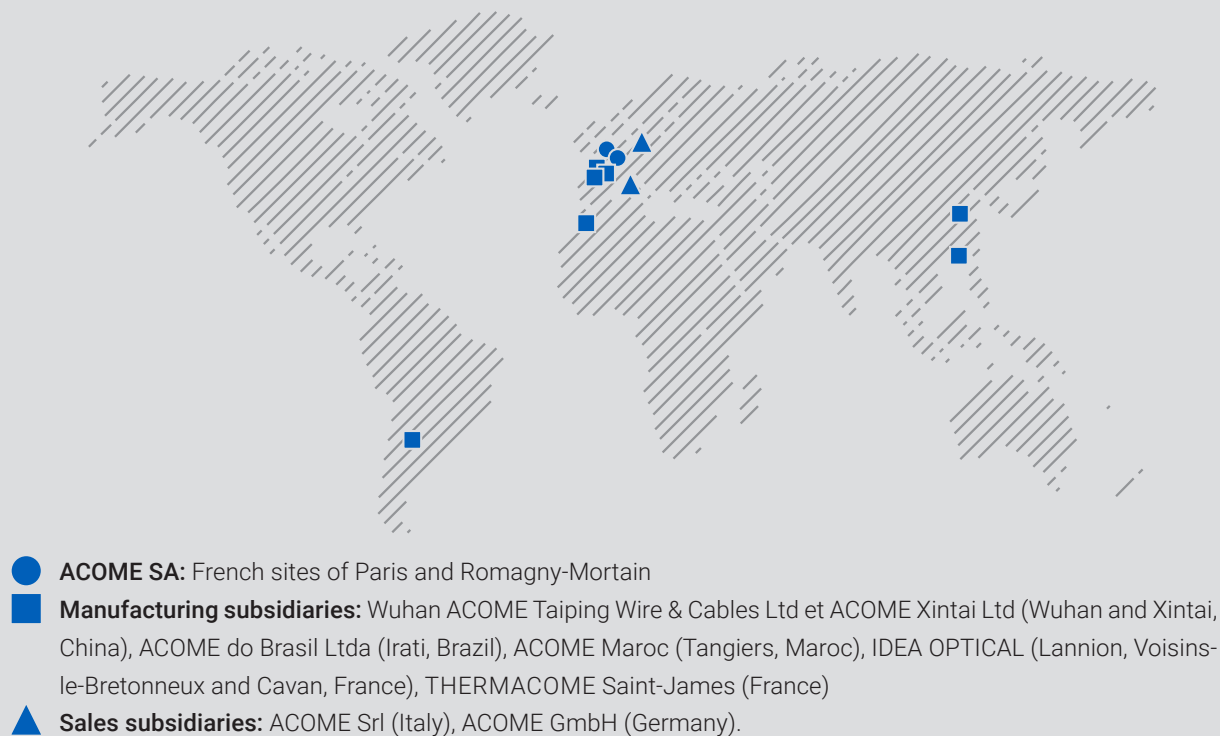 ACOME SA: French sites of Paris and Romagny-Mortain
Manufacturing subsidiaries: Wuhan ACOME Taiping Wire & Cables Ltd et ACOME Xintai Ltd (Wuhan and Xintai,
China), ACOME do Brasil Ltda (Irati, Brazil), ACOME Maroc (Tangiers, Maroc), IDEA OPTICAL (Lannion, Voisins-
le-Bretonneux and Cavan, France), THERMACOME Saint-James (France)
Sales subsidiaries: ACOME Srl (Italy), ACOME GmbH (Germany).